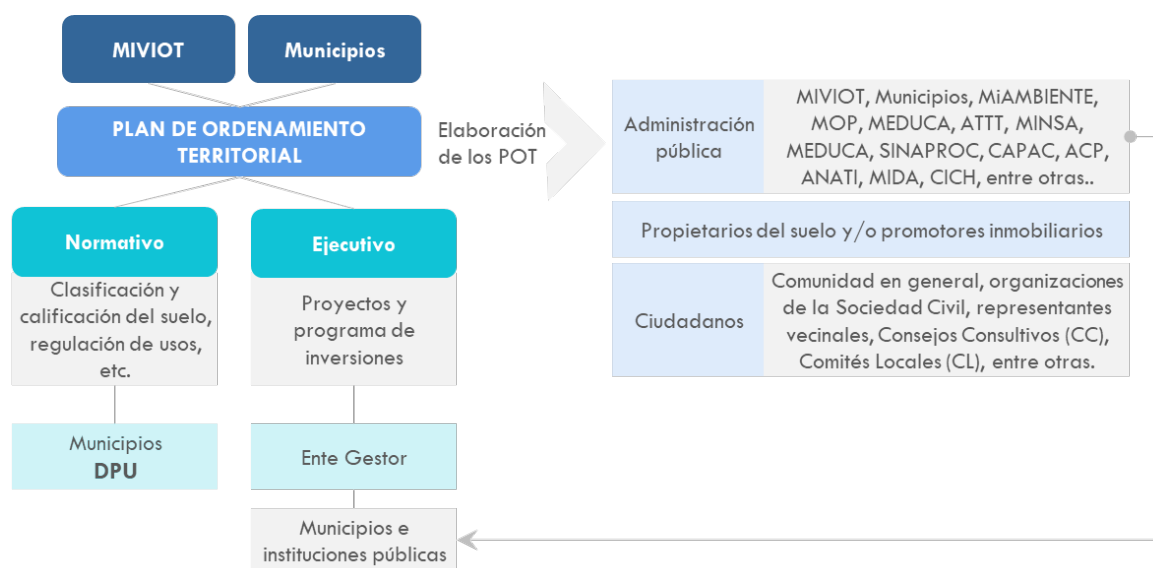 MIVIOT
Municipios
PLAN DE ORDENAMIENTO
TERRITORIAL
Elaboración
de los POT
Normativo
Clasificación y
calificación del suelo,
regulación de usos,
etc.
Municipios
DPU
Ejecutivo
Proyectos y
programa de
inversiones
Ente Gestor
Municipios e
instituciones públicas
Administración
pública
MIVIOT, Municipios, MiAMBIENTE,
MOP, MEDUCA, ATTT, MINSA,
MEDUCA, SINAPROC, CAPAC, ACP,
ANATI, MIDA, CICH, entre otras..
Propietarios del suelo y/o promotores inmobiliarios
Ciudadanos
Comunidad en general, organizaciones
de la Sociedad Civil, representantes
vecinales, Consejos Consultivos (CC),
Comités Locales (CL), entre otras.